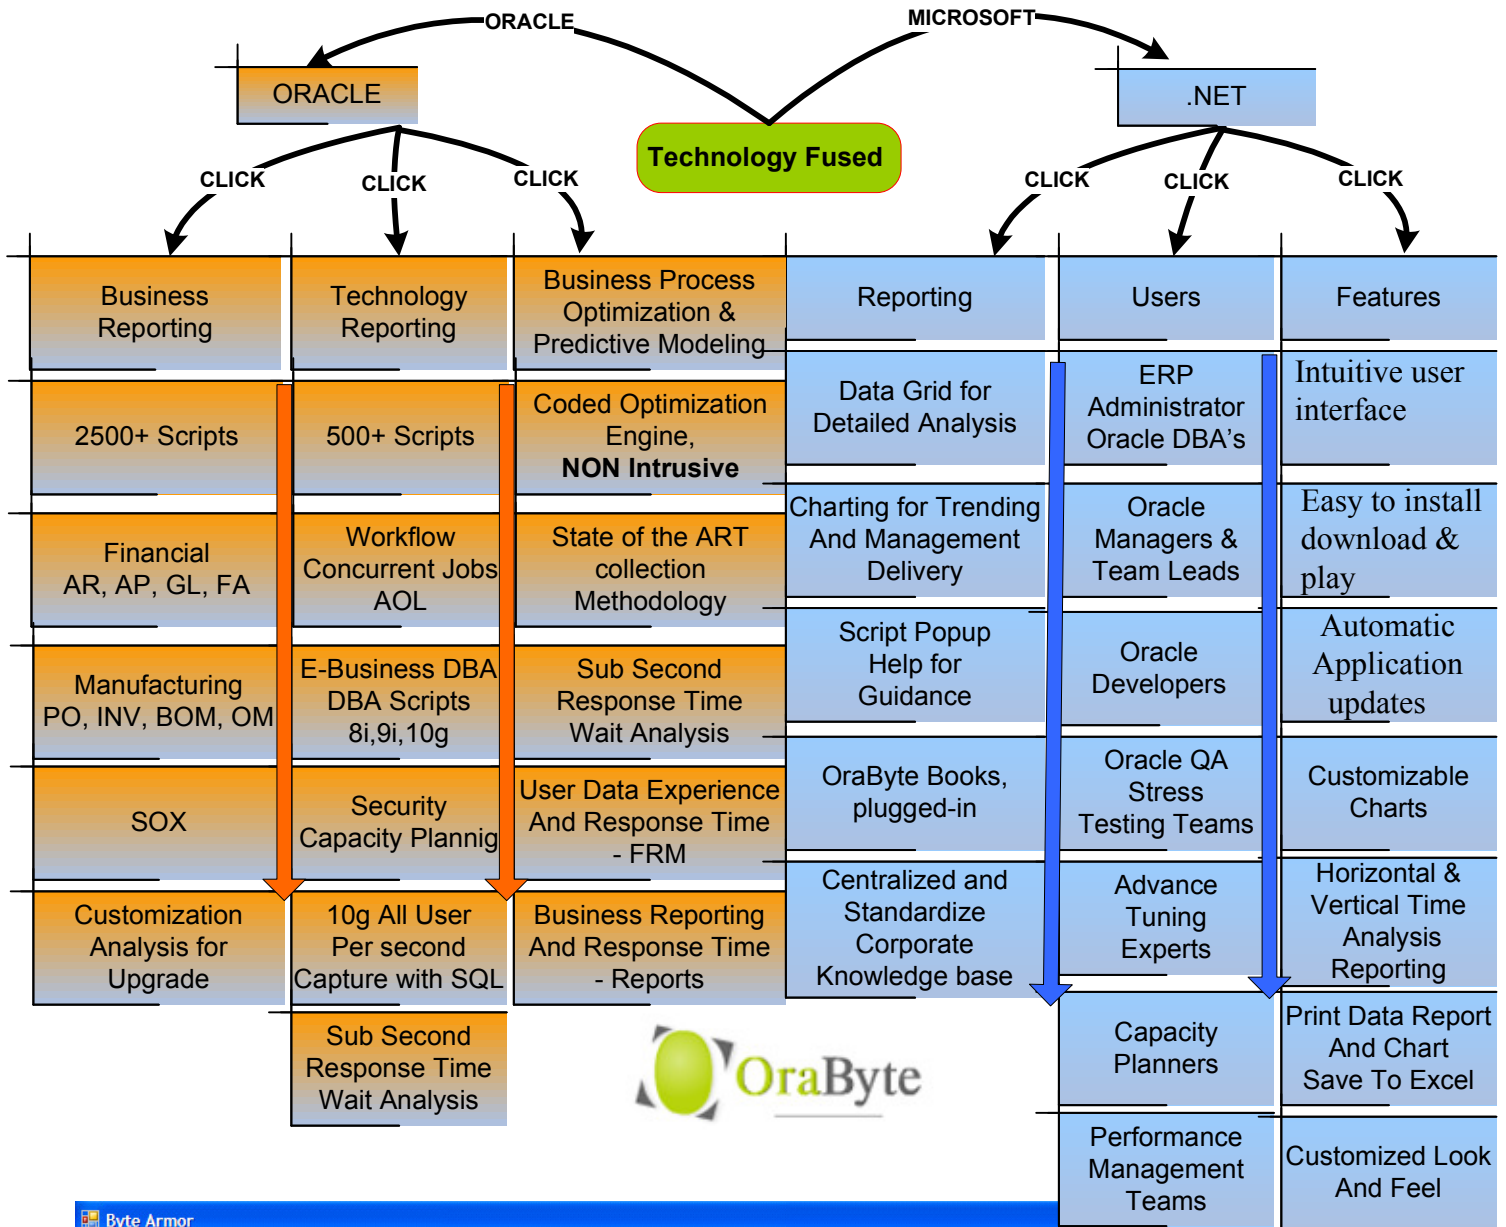 ORACLE
MICROSOFT
ORACLE
.NET
Technology Fused
CLICK
CLICK
CLICK
CLICK
CLICK
CLICK
Business
Reporting
2500+ Scripts
Financial
AR, AP, GL, FA
Manufacturing
PO, INV, BOM, OM
SOX
Customization
Analysis for
Upgrade
Technology
Reporting
500+ Scripts
Workflow
Concurrent Jobs
AOL
E-Business DBA
DBA Scripts
8i,9i,10g
Security
Capacity Plannig
10g All User
Per second
Capture with SQL
Sub Second
Response Time
Wait Analysis
Business Process
Optimization &
Predictive Modeling
Coded Optimization
Engine,
NON Intrusive
State of the ART
collection
Methodology
Sub Second
Response Time
Wait Analysis
User Data Experience
And Response Time
- FRM
Business Reporting
And Response Time
- Reports
Reporting
Data Grid for
Detailed Analysis
Charting for Trending
And Management
Delivery
Script Popup
Help for
Guidance
OraByte Books,
plugged-in
Centralized and
Standardize
Corporate
Knowledge base
Users
ERP
Administrator
Oracle DBA's
Oracle
Managers &
Team Leads
Oracle
Developers
Oracle QA
Stress
Testing Teams
Advance
Tuning
Experts
Capacity
Planners
Performance
Management
Teams
Features
Intuitive user
interface
Easy to install
download &
play
Automatic
Application
updates
Customizable
Charts
Horizontal &
Vertical Time
Analysis
Reporting
Print Data Report
And Chart
Save To Excel
Customized Look
And Feel
OraByte
Byte Armor